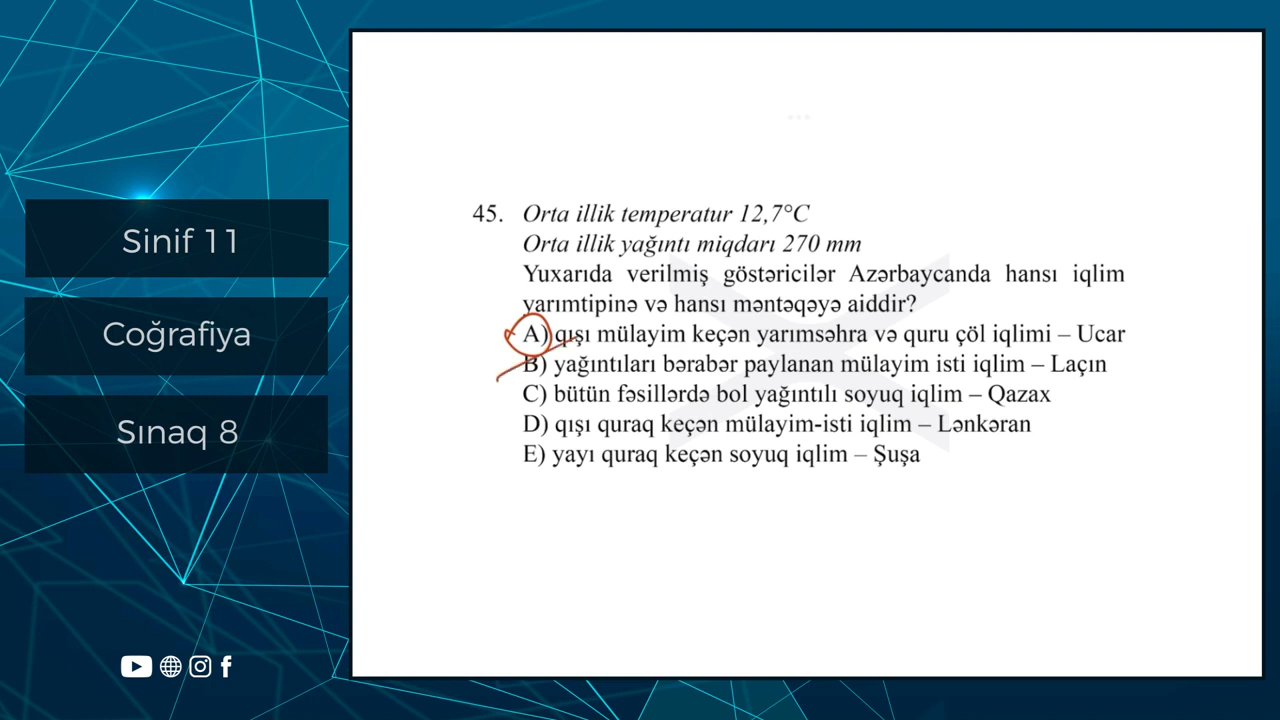 Sinif 11
Coğrafiya
Sınaq 8
45. Orta illik temperatur 12,7°C
Orta illik yağıntı miqdarı 270 mm
Yuxarıda verilmiş göstəricilər Azərbaycanda hansı iqlim
yarımtipinə və hansı məntəqəyə aiddir?
A) qışı mülayim keçən yarımsəhra və quru çöl iqlimi – Ucar
B) yağıntıları bərabər paylanan mülayim isti iqlim – Laçın
C) bütün fəsillərdə bol yağıntılı soyuq iqlim – Qazax
D) qışı quraq keçən mülayim-isti iqlim – Lənkəran
E) yayı quraq keçən soyuq iqlim – Şuşa